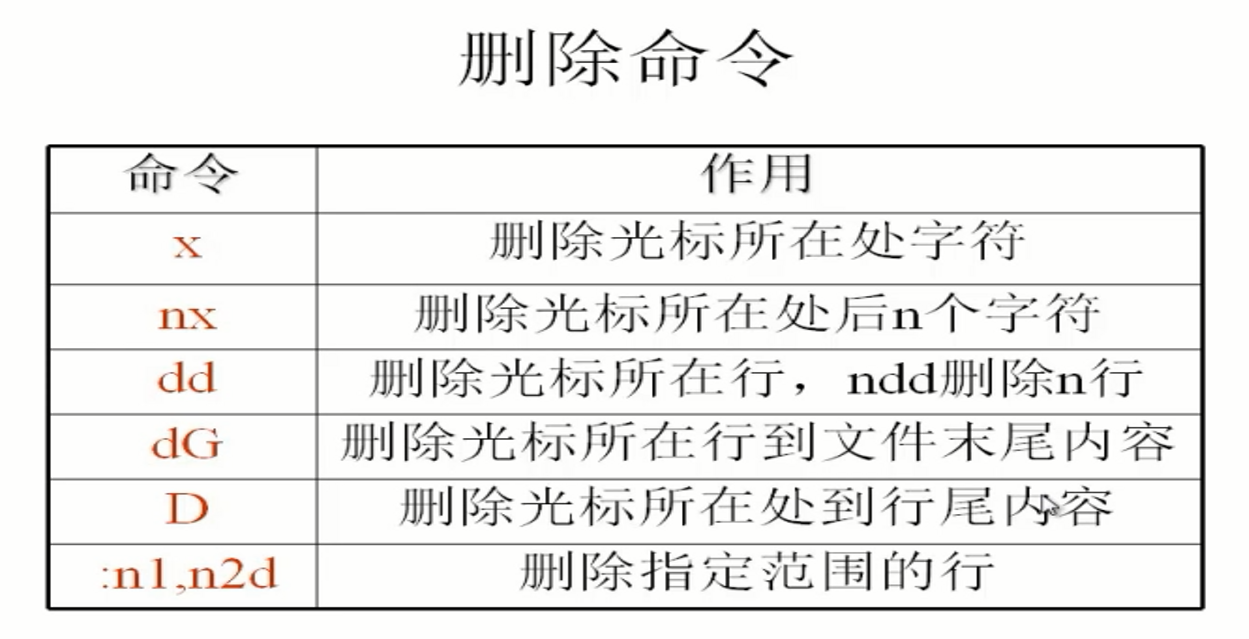 删除命令
命令 作用
x 删除光标所在处字符
nx 删除光标所在处后n个字符
dd 删除光标所在行，ndd删除n行
dG 删除光标所在行到文件末尾内容
D 删除光标所在处到行尾内容
:n1,n2d 删除指定范围的行